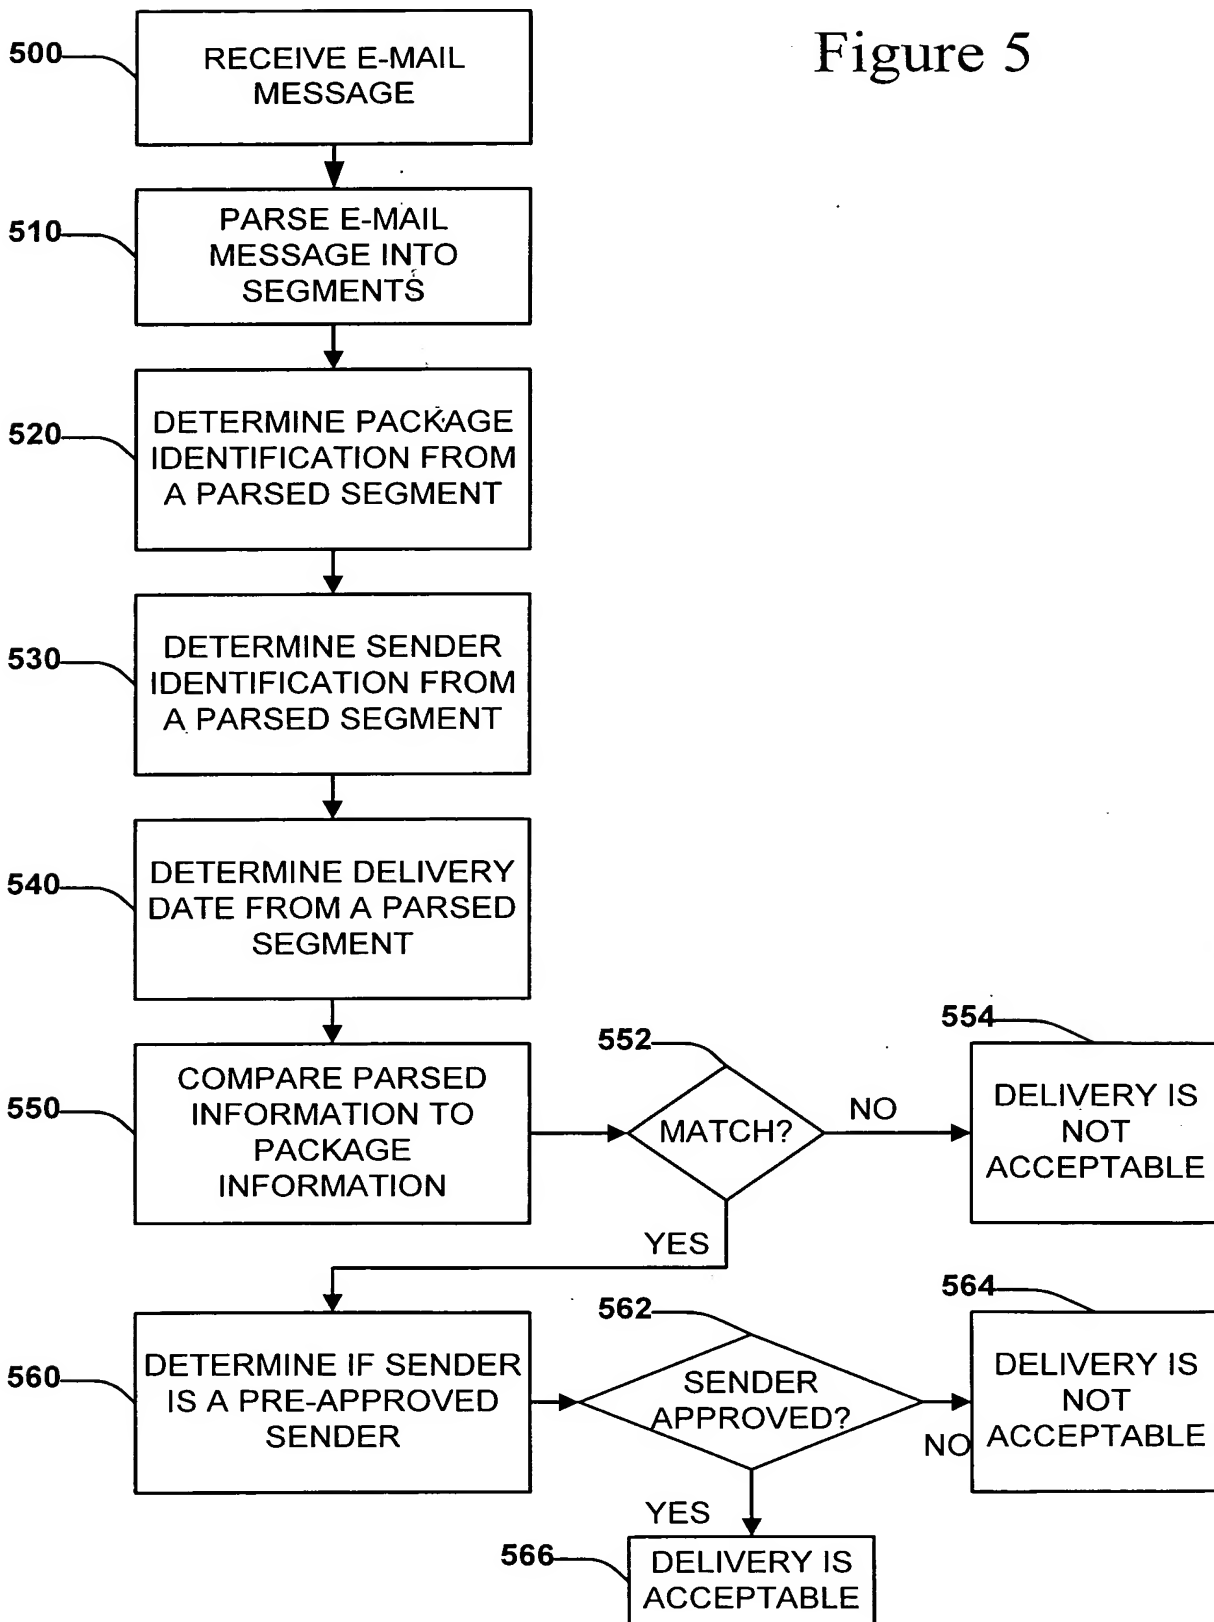 Figure 5
500
RECEIVE E-MAIL
MESSAGE
510
PARSE E-MAIL
MESSAGE INTO
SEGMENTS
520
DETERMINE PACKAGE
IDENTIFICATION FROM
A PARSED SEGMENT
530
DETERMINE SENDER
IDENTIFICATION FROM
A PARSED SEGMENT
540
DETERMINE DELIVERY
DATE FROM A PARSED
SEGMENT
550
COMPARE PARSED
INFORMATION TO
PACKAGE
INFORMATION
552
MATCH?
NO
554
DELIVERY IS
NOT
ACCEPTABLE
YES
560
DETERMINE IF SENDER
IS A PRE-APPROVED
SENDER
562
SENDER
APPROVED?
NO
564
DELIVERY IS
NOT
ACCEPTABLE
YES
566
DELIVERY IS
ACCEPTABLE